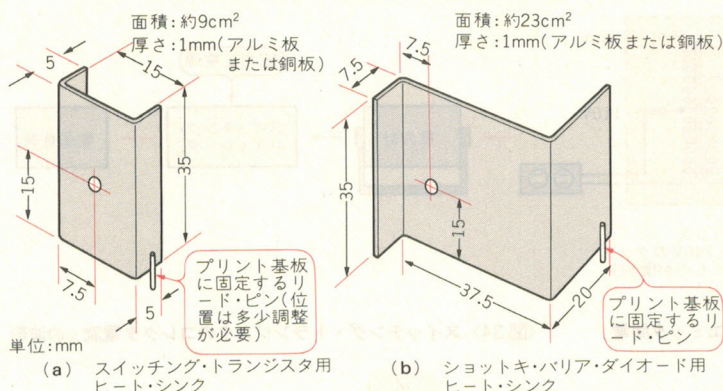 面積:約9cm²
厚さ:1mm(アルミ板
または銅板)
5
15
35
15
7.5
5
プリント基板
に固定するリ
ード・ピン(位
置は多少調整
が必要)
単位:mm
(a) スイッチング・トランジスタ用
ヒート・シンク
面積:約23cm²
厚さ:1mm(アルミ板または銅板)
7.5
7.5
35
15
37.5
20
プリント基板
に固定するリ
ード・ピン
(b) ショットキ・バリア・ダイオード用
ヒート・シンク